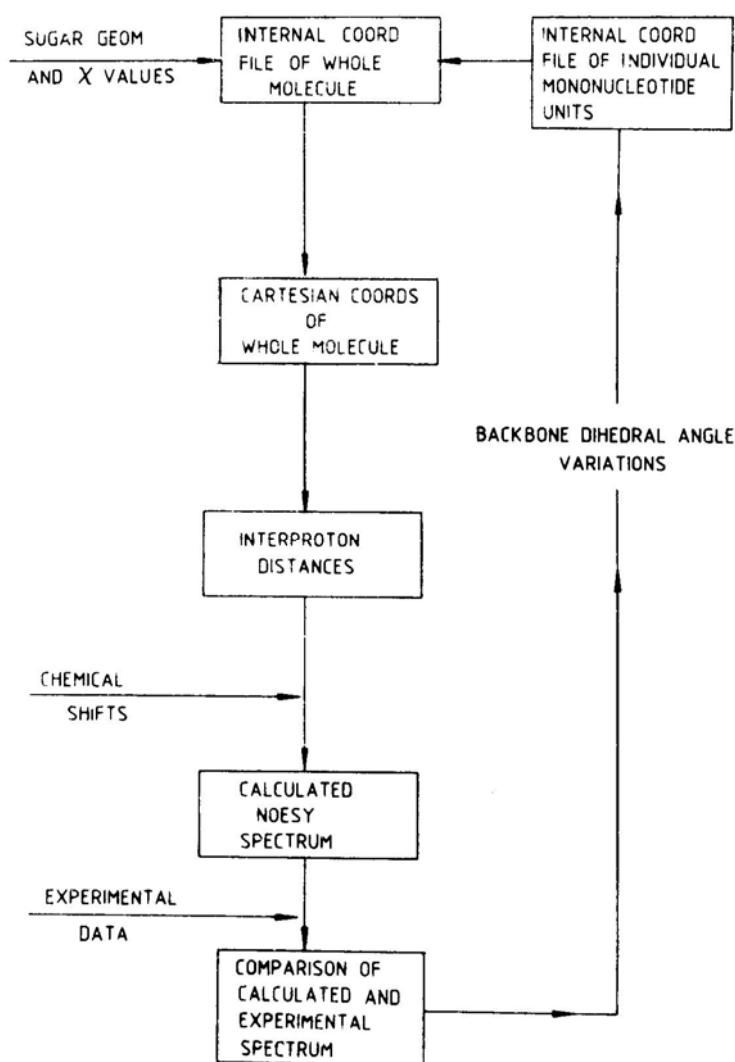 SUGAR GEOM
AND χ VALUES
INTERNAL COORD
FILE OF WHOLE
MOLECULE
INTERNAL COORD
FILE OF INDIVIDUAL
MONONUCLEOTIDE
UNITS
CARTESIAN COORDS
OF
WHOLE MOLECULE
BACKBONE DIHEDRAL ANGLE
VARIATIONS
INTERPROTON
DISTANCES
CHEMICAL
SHIFTS
CALCULATED
NOESY
SPECTRUM
EXPERIMENTAL
DATA
COMPARISON OF
CALCULATED AND
EXPERIMENTAL
SPECTRUM